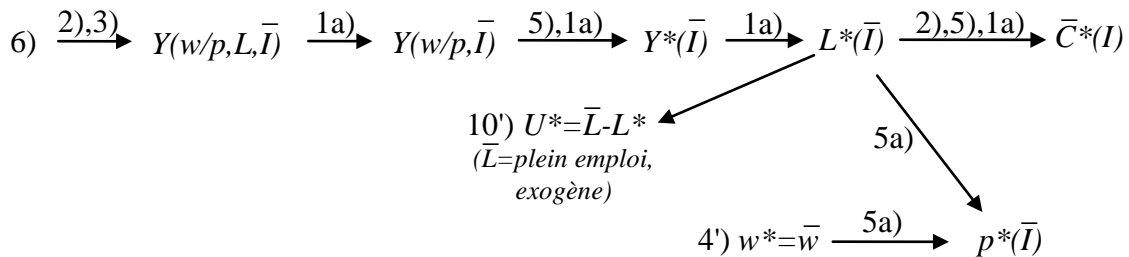 6) 2),3) Y(w/p,L,I̅) 1a) Y(w/p,I̅) 5),1a) Y*(I̅) 1a) L*(I̅) 2),5),1a) C̅*(I)
10') U*=L̅-L*
(L̅=plein emploi,
exogène)
5a)
4') w*=w̅ 5a) p*(I̅)